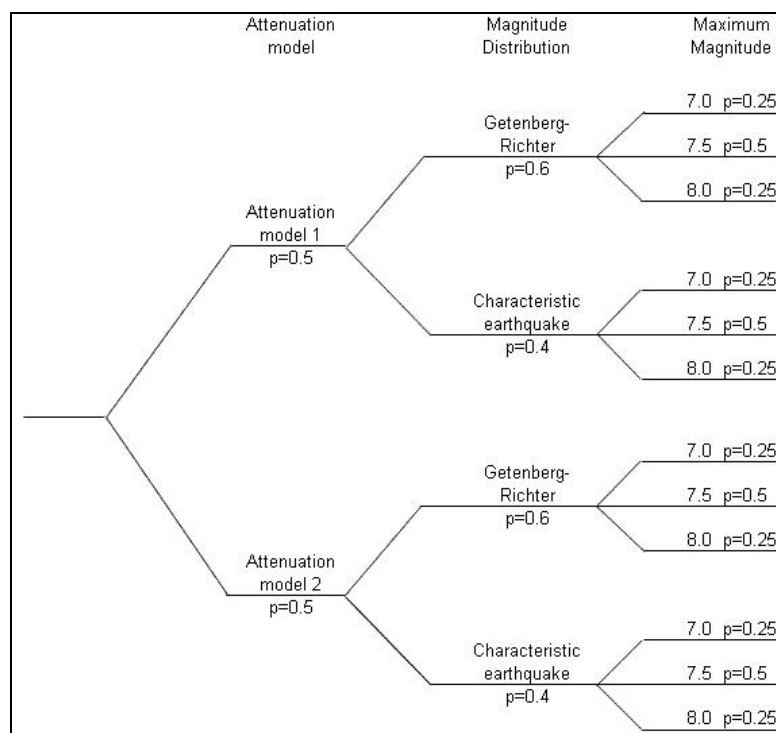 Attenuation
model
Magnitude
Distribution
Maximum
Magnitude
Attenuation
model 1
p=0.5
Getenberg-
Richter
p=0.6
7.0 p=0.25
7.5 p=0.5
8.0 p=0.25
Characteristic
earthquake
p=0.4
7.0 p=0.25
7.5 p=0.5
8.0 p=0.25
Attenuation
model 2
p=0.5
Getenberg-
Richter
p=0.6
7.0 p=0.25
7.5 p=0.5
8.0 p=0.25
Characteristic
earthquake
p=0.4
7.0 p=0.25
7.5 p=0.5
8.0 p=0.25